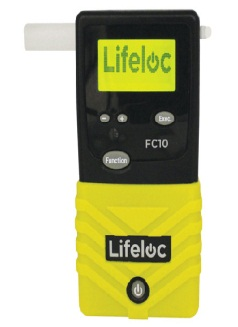 Lifeloc
- +
Exec
FC10
Function
Lifeloc